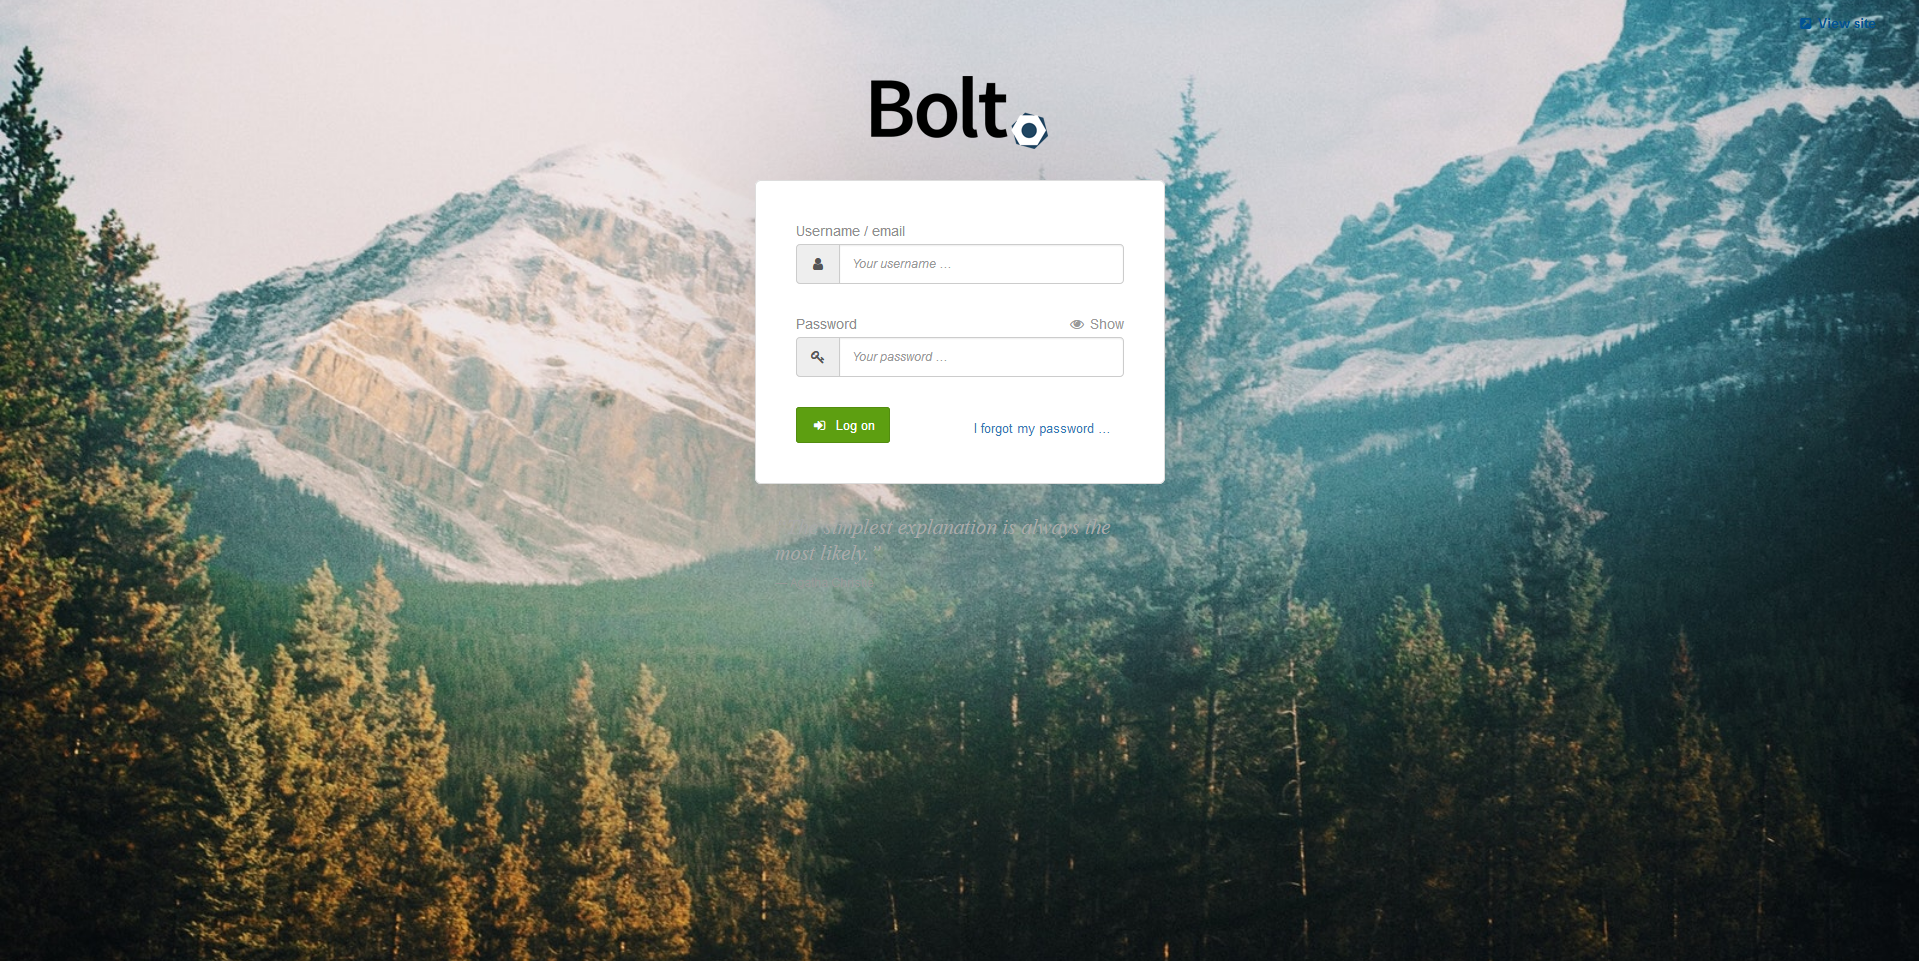 View site
Bolt
Username / email
Your username ...
Password
Show
Your password ...
Log on
I forgot my password ...
simplest explanation is always the
most likely."